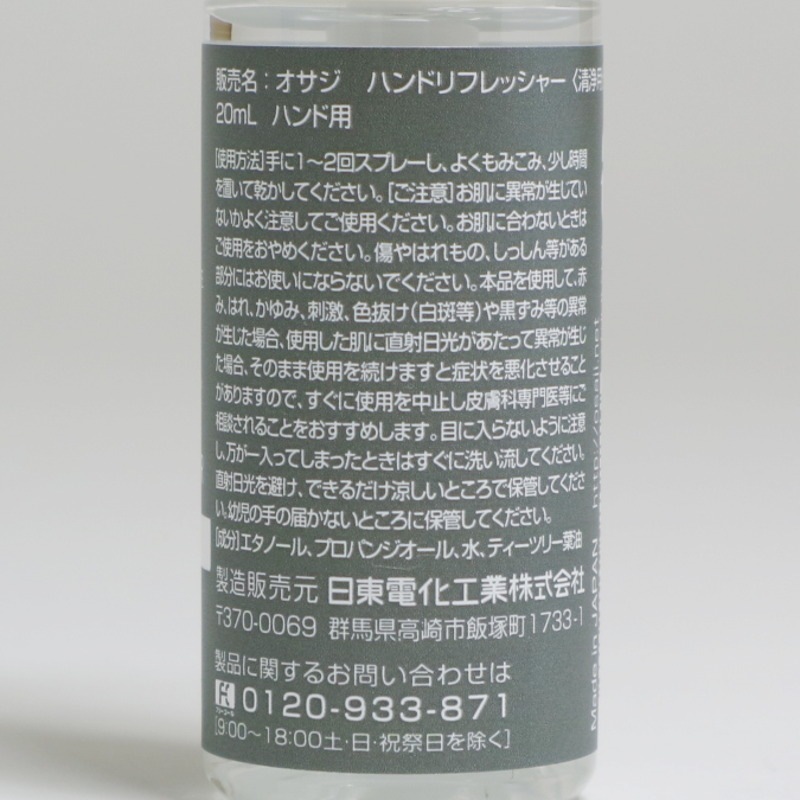 販売名：オサジ　ハンドリフレッシャー〈清浄用
20mL　ハンド用
[使用方法]手に1～2回スプレーし、よくもみこみ、少し時間
を置いて乾かしてください。[ご注意]お肌に異常が生じてい
ないかよく注意してご使用ください。お肌に合わないときは
ご使用をおやめください。傷やはれもの、しっしん等がある
部分にはお使いにならないでください。本品を使用して、赤
み、はれ、かゆみ、刺激、色抜け(白斑等)や黒ずみ等の異常
が生じた場合、使用した肌に直射日光があたって異常が生じ
た場合、そのまま使用を続けますと症状を悪化させること
がありますので、すぐに使用を中止し皮膚科専門医等にご
相談されることをおすすめします。目に入らないように注意
し、万が一入ってしまったときはすぐに洗い流してください。
直射日光を避け、できるだけ涼しいところで保管してくださ
い。幼児の手の届かないところに保管してください。
[成分]エタノール、プロパンジオール、水、ティーツリー葉油
製造販売元 日東電化工業株式会社
〒370-0069 群馬県高崎市飯塚町1733-1
製品に関するお問い合わせは
フリーコール 0120-933-871
[9:00～18:00土・日・祝祭日を除く]
Made in JAPAN http://osaji.net